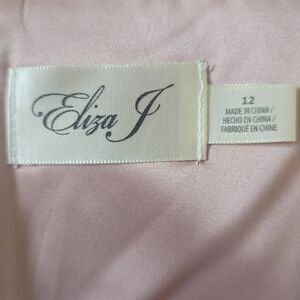 Eliza J
12
MADE IN CHINA/
HECHO EN CHINA/
FABRIQUÉ EN CHINE